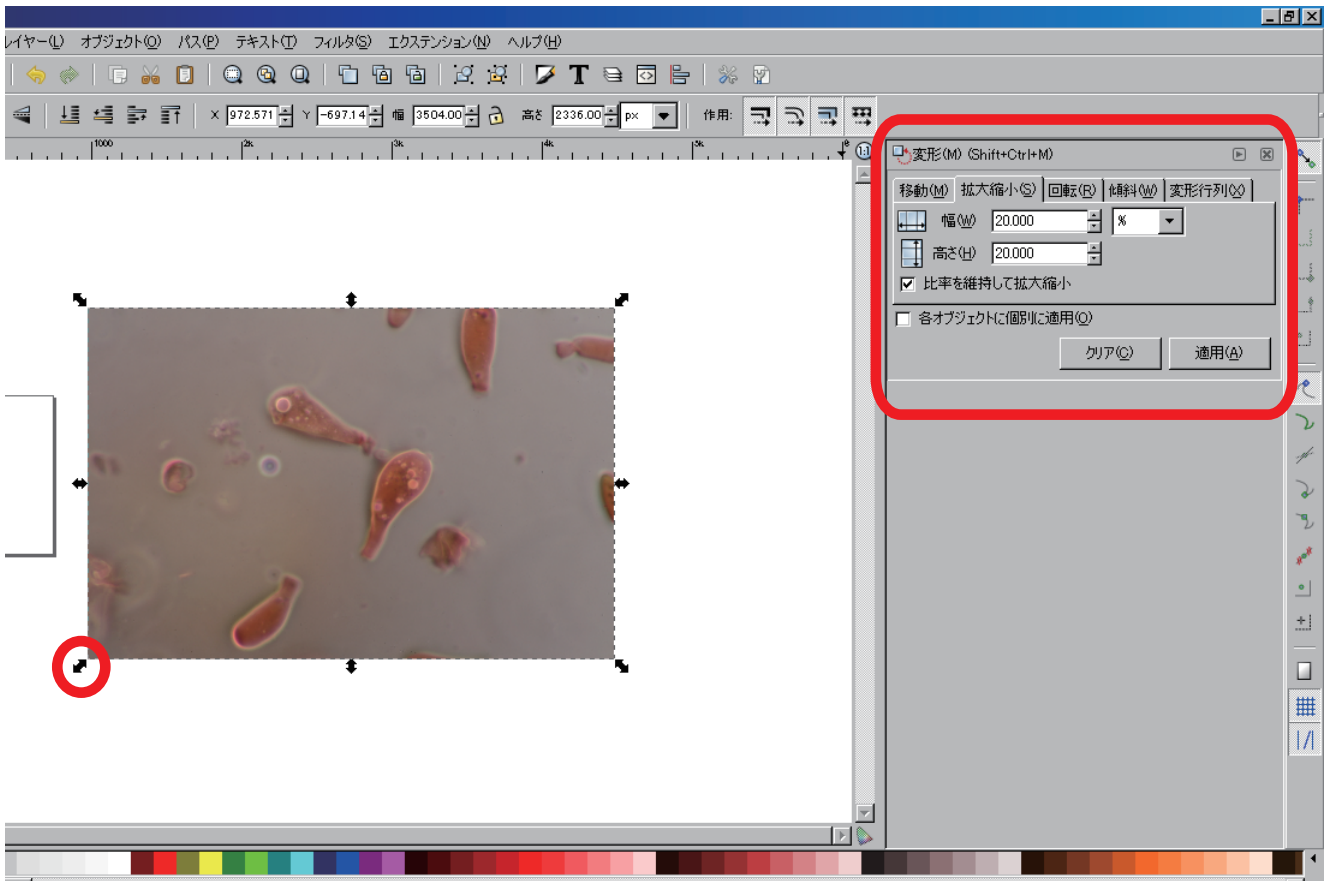 レイヤー(L) オブジェクト(O) パス(P) テキスト(T) フィルタ(S) エクステンション(N) ヘルプ(H)
X 972.571 Y -697.14 幅 3504.00 高さ 2336.00 px 作用:
1000 2k 3k 4k 5k
1:1
変形(M) (Shift+Ctrl+M)
移動(M) 拡大縮小(S) 回転(R) 傾斜(W) 変形行列(X)
幅(W) 20.000 %
高さ(H) 20.000
比率を維持して拡大縮小
各オブジェクトに個別に適用(O)
クリア(C) 適用(A)